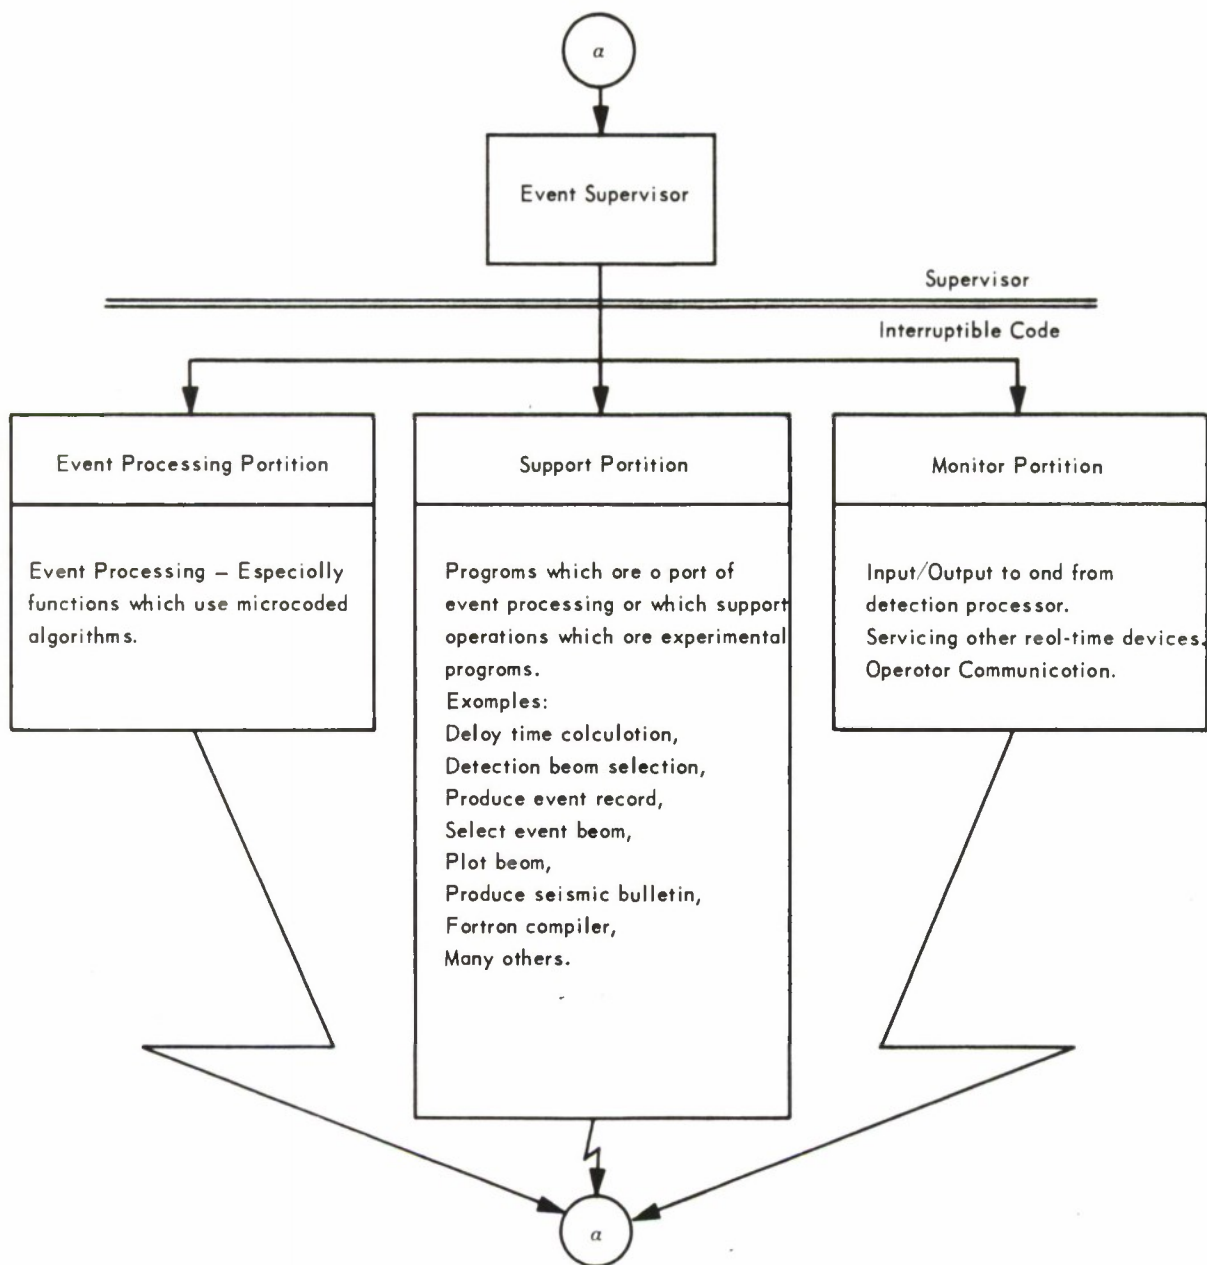 α
Event Supervisor
Supervisor
Interruptible Code
Event Processing Portition
Event Processing – Especiolly
functions which use microcoded
algorithms.
Support Portition
Progroms which ore o port of
event processing or which support
operotions which ore experimental
progroms.
Exomples:
Deloy time colculotion,
Detection beom selection,
Produce event record,
Select event beom,
Plot beom,
Produce seismic bulletin,
Fortron compiler,
Mony others.
Monitor Portition
Input/Output to ond from
detection processor.
Servicing other reol-time devices.
Operotor Communicotion.
α